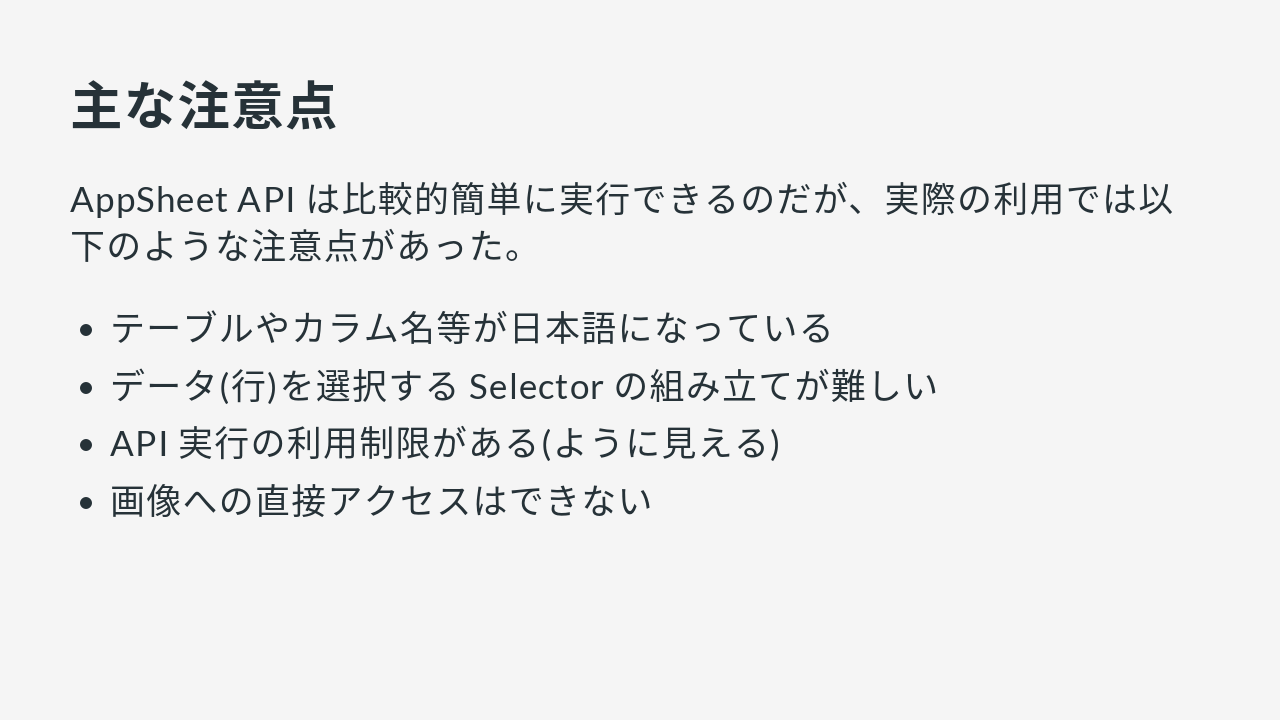 主な注意点
AppSheet API は比較的簡単に実行できるのだが、実際の利用では以
下のような注意点があった。
• テーブルやカラム名等が日本語になっている
• データ(行)を選択する Selector の組み立てが難しい
• API 実行の利用制限がある(ように見える)
• 画像への直接アクセスはできない